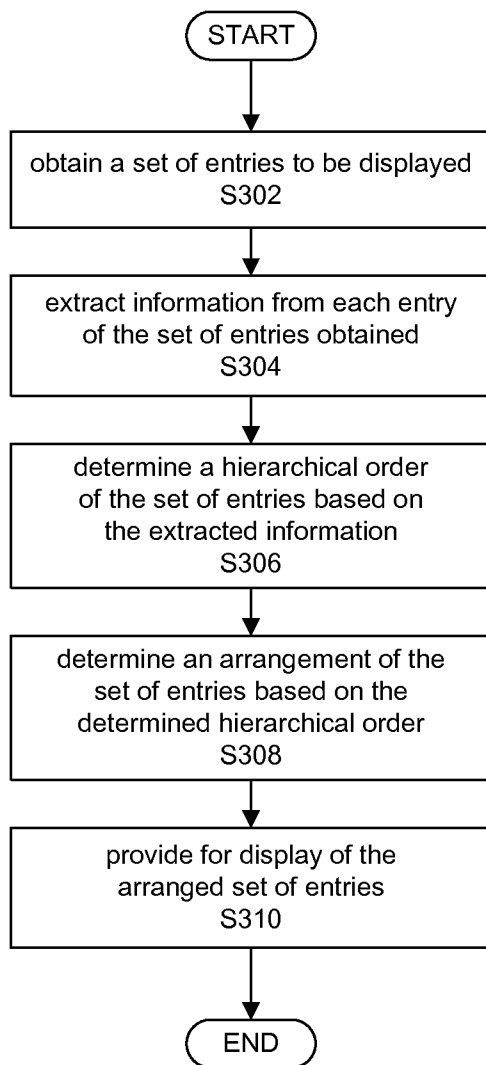 START
obtain a set of entries to be displayed
S302
extract information from each entry
of the set of entries obtained
S304
determine a hierarchical order
of the set of entries based on
the extracted information
S306
determine an arrangement of the
set of entries based on the
determined hierarchical order
S308
provide for display of the
arranged set of entries
S310
END